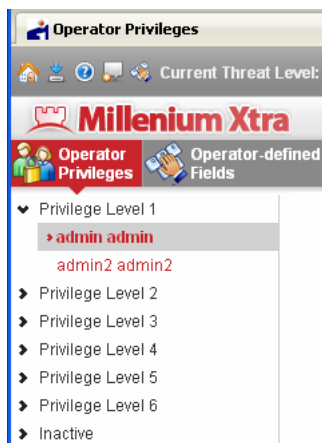 Operator Privileges
Current Threat Level:
Millenium Xtra
Operator Privileges
Operator-defined Fields
Privilege Level 1
admin admin
admin2 admin2
Privilege Level 2
Privilege Level 3
Privilege Level 4
Privilege Level 5
Privilege Level 6
Inactive